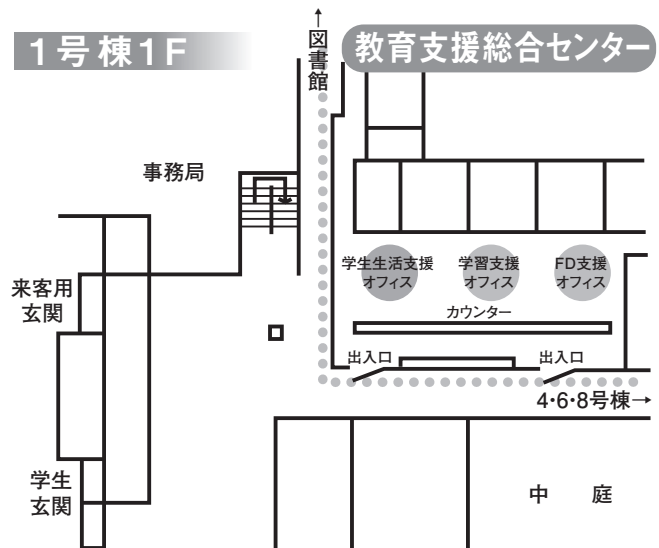 1号棟1F
↑
図書館
教育支援総合センター
事務局
学生生活支援
オフィス
学習支援
オフィス
FD支援
オフィス
カウンター
来客用
玄関
出入口
出入口
4・6・8号棟→
学生
玄関
中 庭